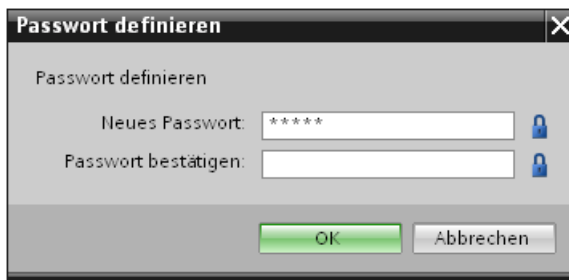 Passwort definieren
Passwort definieren
Neues Passwort: *****
Passwort bestätigen:
OK Abbrechen